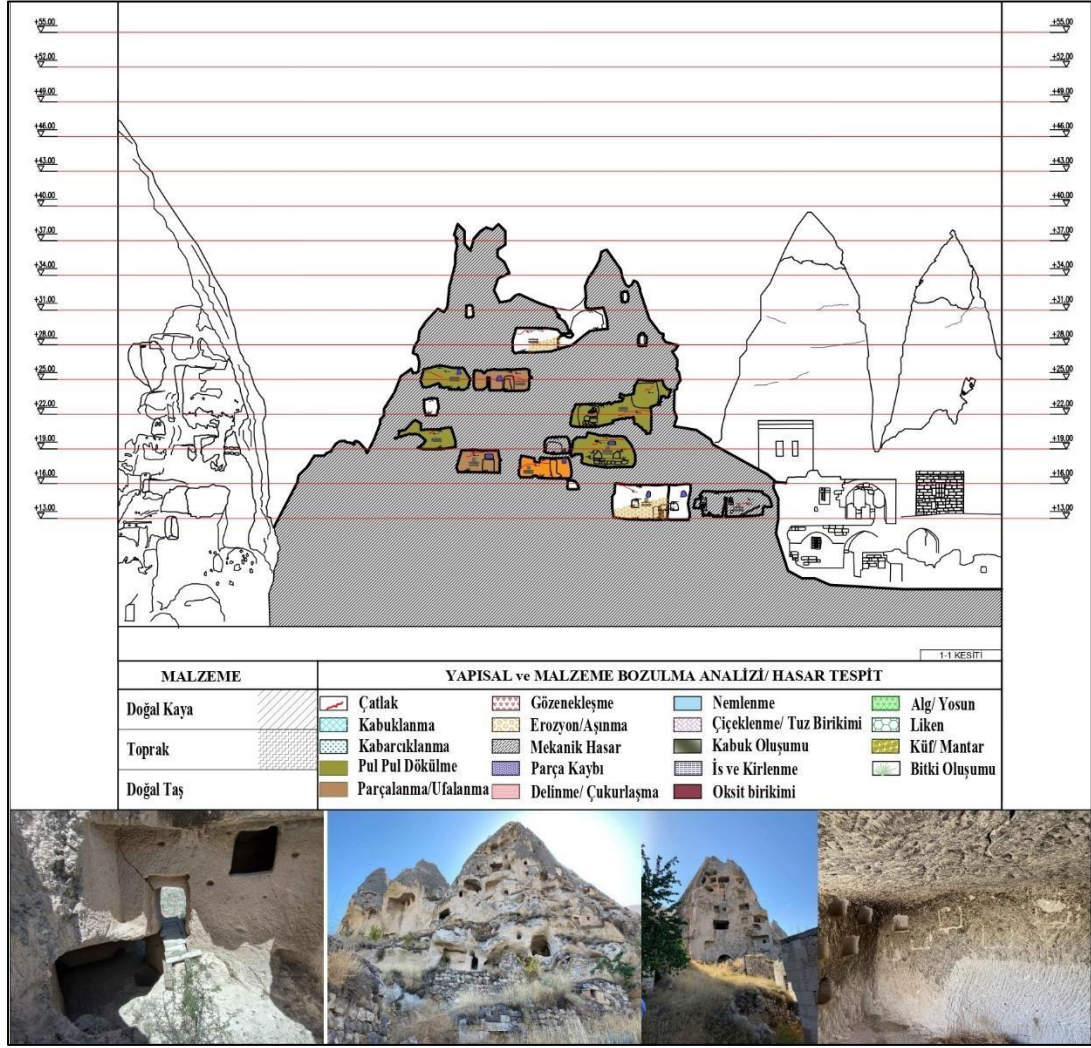 +55.00 +55.00
+52.00 +52.00
+49.00 +49.00
+46.00 +46.00
+43.00 +43.00
+40.00 +40.00
+37.00 +37.00
+34.00 +34.00
+31.00 +31.00
+28.00 +28.00
+25.00 +25.00
+22.00 +22.00
+19.00 +19.00
+16.00 +16.00
+13.00 +13.00
1-1 KESİTİ
MALZEME
Doğal Kaya
Toprak
Doğal Taş
YAPISAL ve MALZEME BOZULMA ANALİZİ/ HASAR TESPİT
Çatlak
Kabuklanma
Kabarcıklanma
Pul Pul Dökülme
Parçalanma/Ufalanma
Gözenekleşme
Erozyon/Aşınma
Mekanik Hasar
Parça Kaybı
Delinme/ Çukurlaşma
Nemlenme
Çiçeklenme/ Tuz Birikimi
Kabuk Oluşumu
İs ve Kirlenme
Oksit birikimi
Alg/ Yosun
Liken
Küf/ Mantar
Bitki Oluşumu